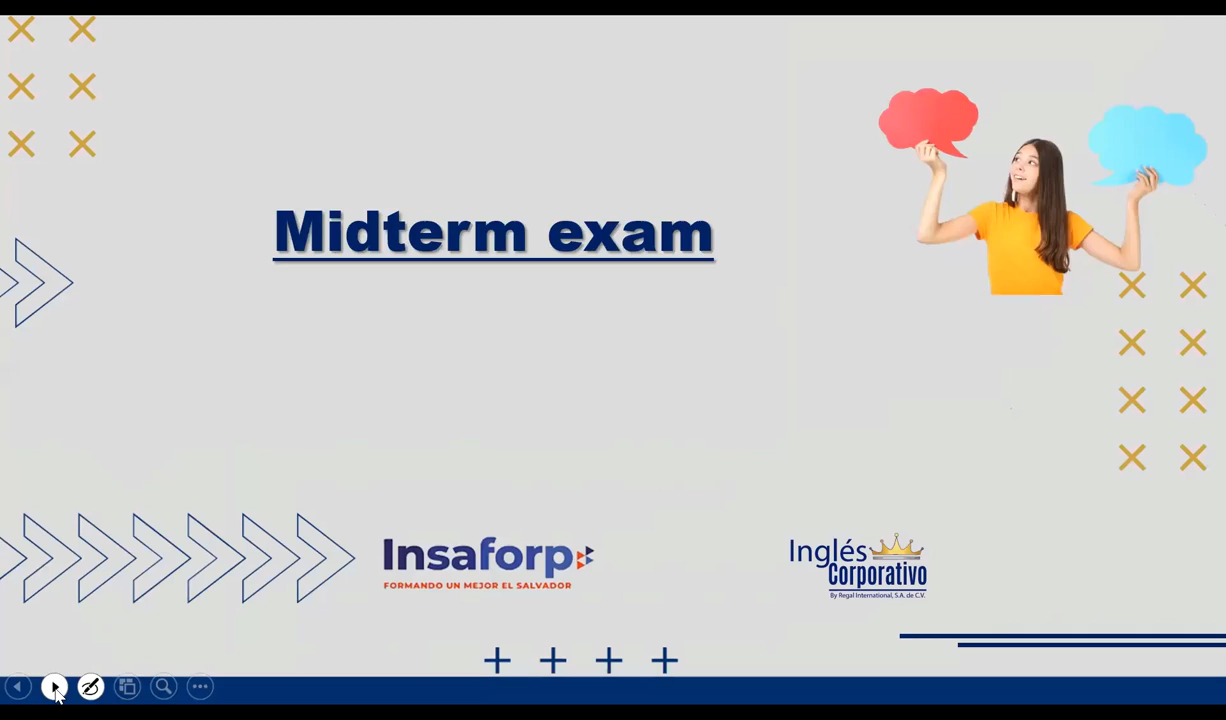 Midterm exam
Insaforp
FORMANDO UN MEJOR EL SALVADOR
Inglés
Corporativo
By Regal International, S.A. de C.V.